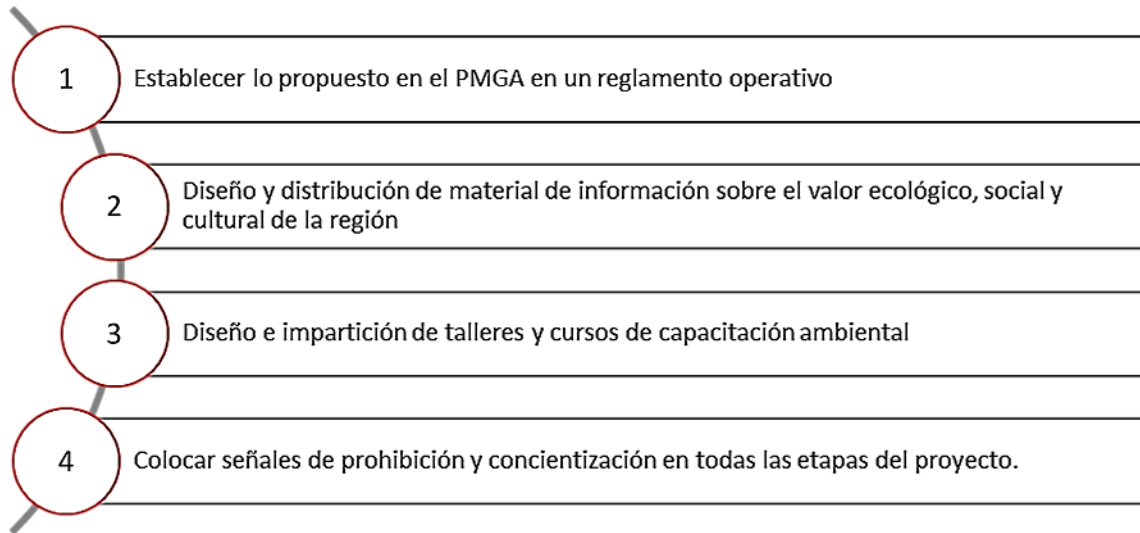 1
Establecer lo propuesto en el PMGA en un reglamento operativo
2
Diseño y distribución de material de información sobre el valor ecológico, social y
cultural de la región
3
Diseño e impartición de talleres y cursos de capacitación ambiental
4
Colocar señales de prohibición y concientización en todas las etapas del proyecto.